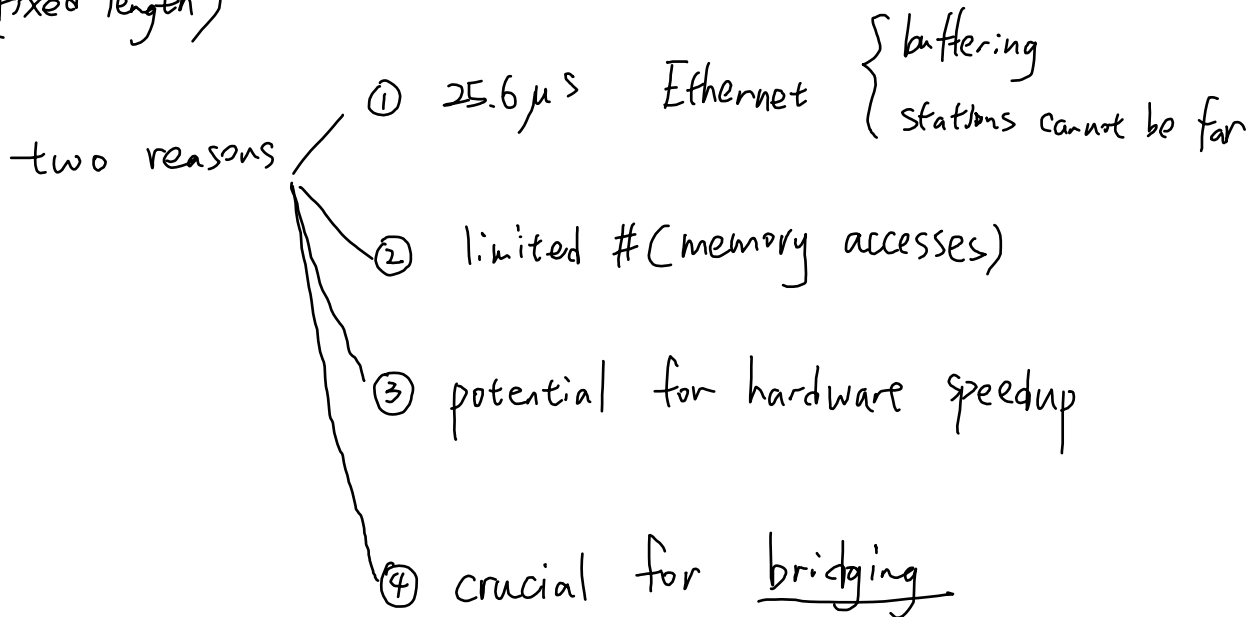 (fixed length)
① 25.6 μs Ethernet { buffering
stations cannot be far
two reasons
② limited #(memory accesses)
③ potential for hardware speedup
④ crucial for bridging